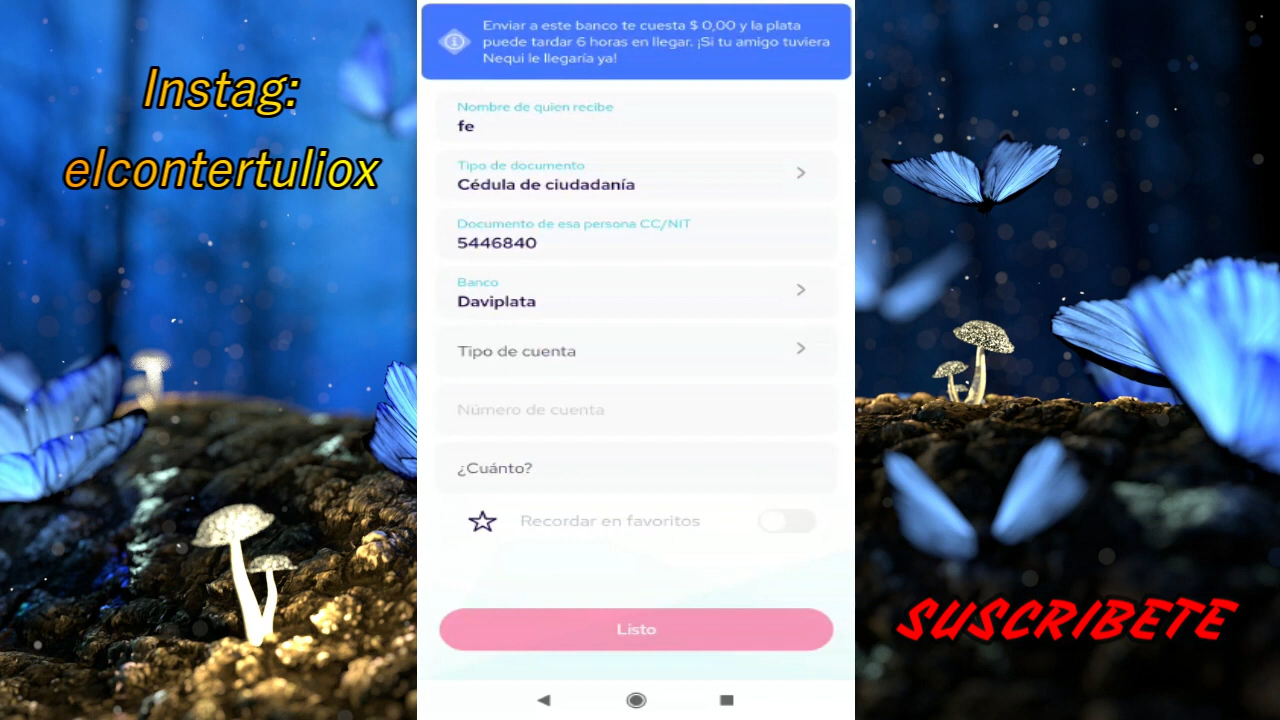 Instag:
elcontertuliox
Enviar a este banco te cuesta $ 0,00 y la plata
puede tardar 6 horas en llegar. ¡Si tu amigo tuviera
Nequi le llegaría ya!
Nombre de quien recibe
fe
Tipo de documento
Cédula de ciudadanía
Documento de esa persona CC/NIT
5446840
Banco
Daviplata
Tipo de cuenta
Número de cuenta
¿Cuánto?
Recordar en favoritos
Listo
SUSCRIBETE